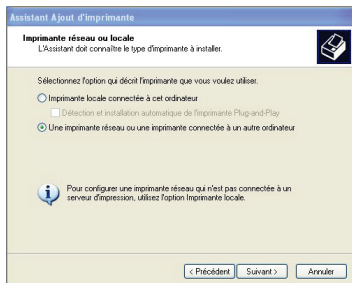 Assistant Ajout d'imprimante
Imprimante réseau ou locale
L'Assistant doit connaître le type d'imprimante à installer.
Sélectionnez l'option qui décrit l'imprimante que vous voulez utiliser.
Imprimante locale connectée à cet ordinateur
Détection et installation automatique de l'imprimante Plug-and-Play
Une imprimante réseau ou une imprimante connectée à un autre ordinateur
Pour configurer une imprimante réseau qui n'est pas connectée à un
serveur d'impression, utilisez l'option Imprimante locale.
< Précédent Suivant > Annuler